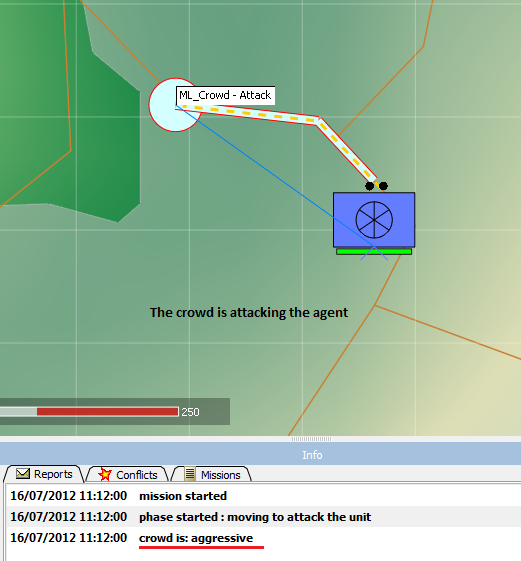 ML_Crowd - Attack
The crowd is attacking the agent
250
Info
Reports Conflicts Missions
16/07/2012 11:12:00 mission started
16/07/2012 11:12:00 phase started : moving to attack the unit
16/07/2012 11:12:00 crowd is: aggressive